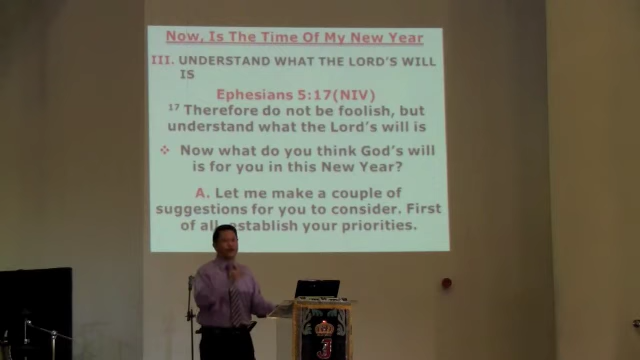 Now, Is The Time Of My New Year
III. UNDERSTAND WHAT THE LORD'S WILL
IS
Ephesians 5:17(NIV)
17 Therefore do not be foolish, but
understand what the Lord's will is
❖ Now what do you think God's will
is for you in this New Year?
A. Let me make a couple of
suggestions for you to consider. First
of all, establish your priorities.